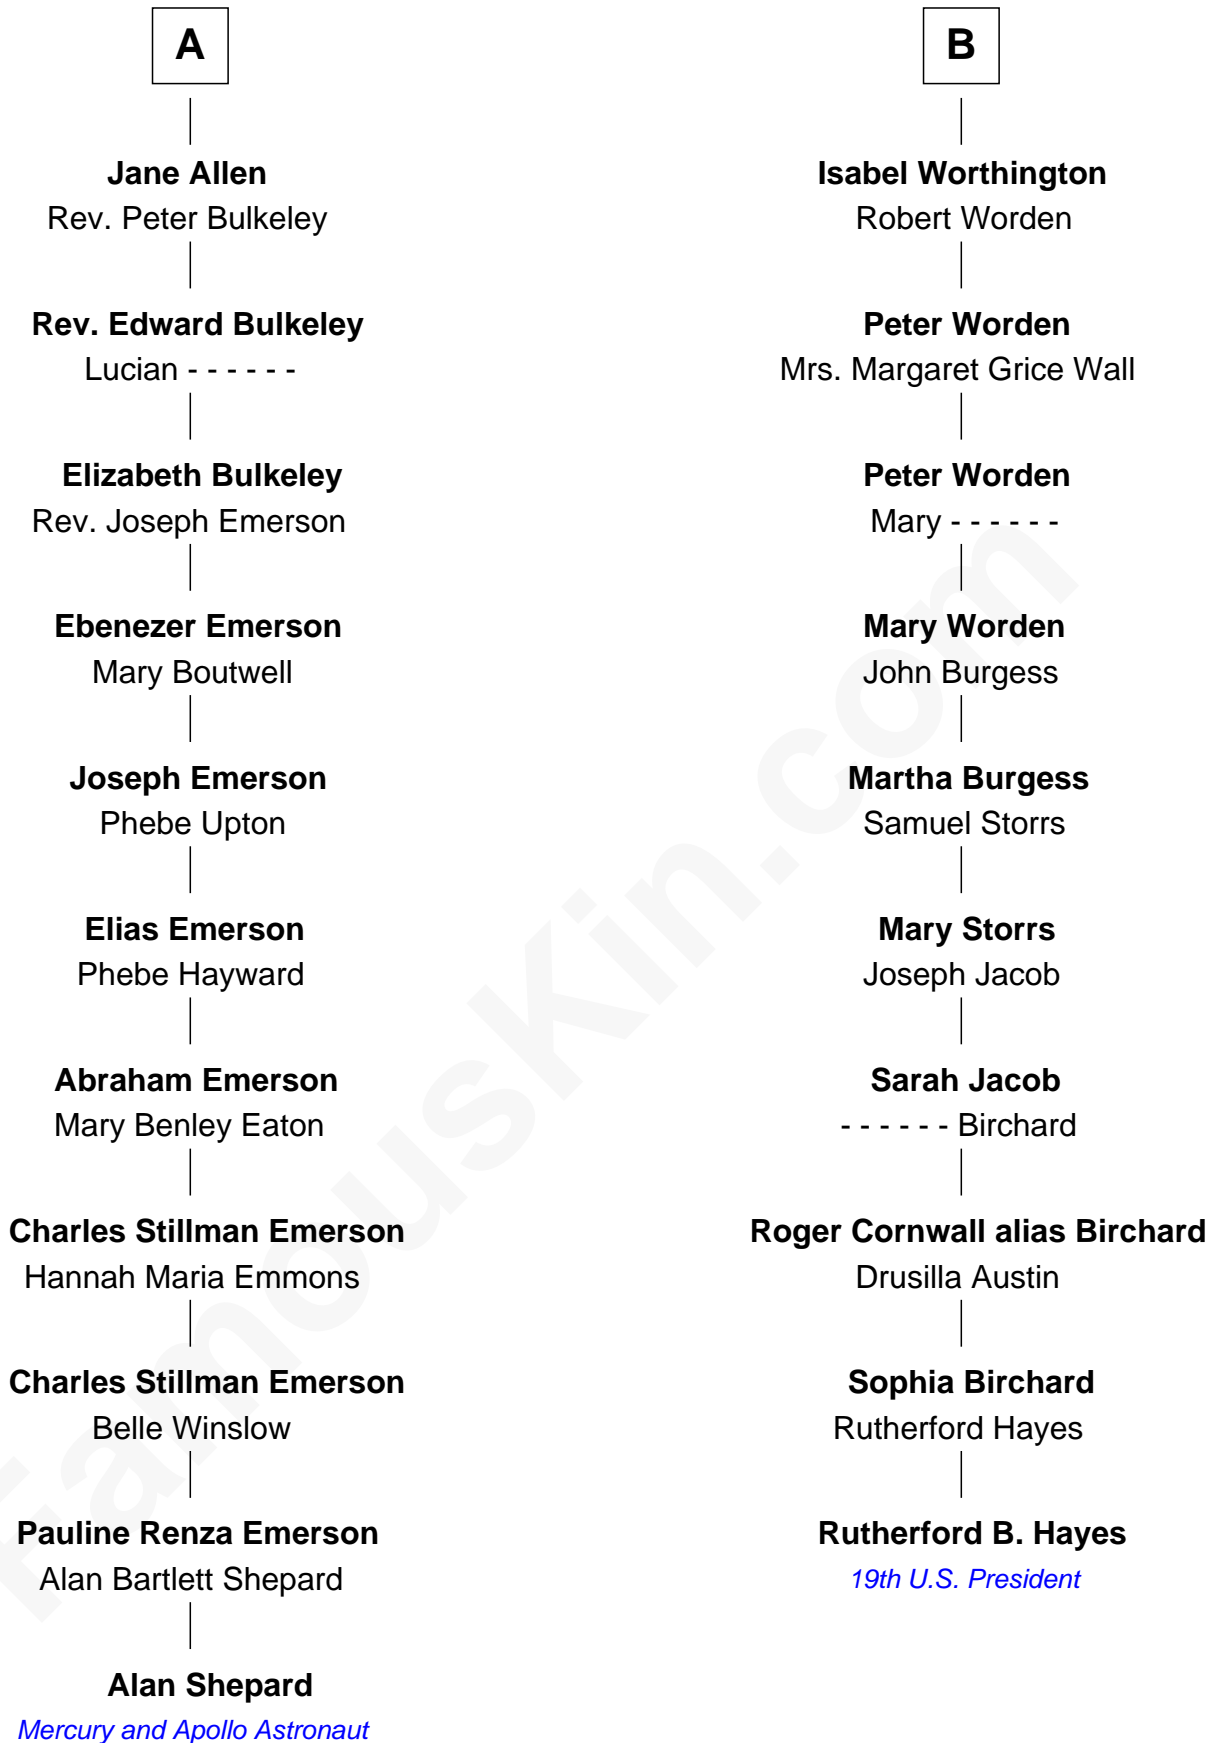 A
Jane Allen
Rev. Peter Bulkeley
Rev. Edward Bulkeley
Lucian - - - - - -
Elizabeth Bulkeley
Rev. Joseph Emerson
Ebenezer Emerson
Mary Boutwell
Joseph Emerson
Phebe Upton
Elias Emerson
Phebe Hayward
Abraham Emerson
Mary Benley Eaton
Charles Stillman Emerson
Hannah Maria Emmons
Charles Stillman Emerson
Belle Winslow
Pauline Renza Emerson
Alan Bartlett Shepard
Alan Shepard
Mercury and Apollo Astronaut
B
Isabel Worthington
Robert Worden
Peter Worden
Mrs. Margaret Grice Wall
Peter Worden
Mary - - - - - -
Mary Worden
John Burgess
Martha Burgess
Samuel Storrs
Mary Storrs
Joseph Jacob
Sarah Jacob
- - - - - - Birchard
Roger Cornwall alias Birchard
Drusilla Austin
Sophia Birchard
Rutherford Hayes
Rutherford B. Hayes
19th U.S. President
FamousKin.com